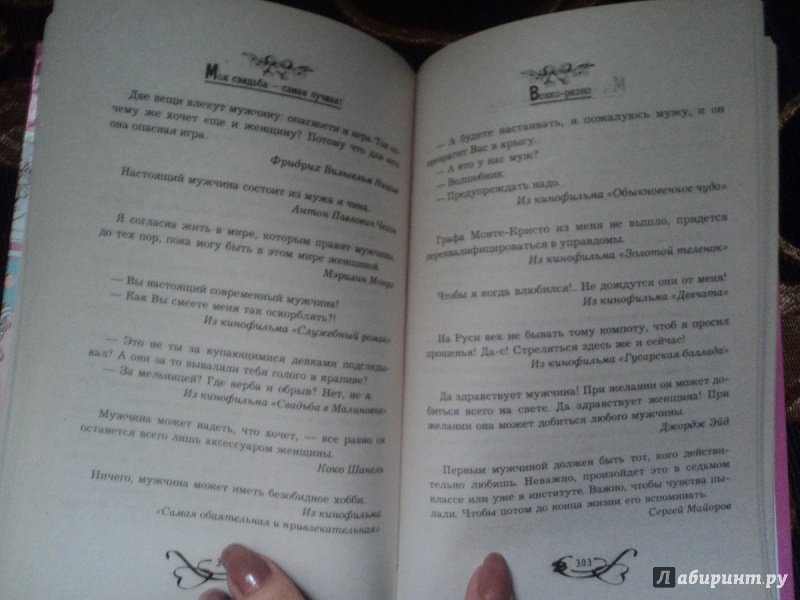 Моя свадьба — самая лучшая!
Две вещи влекут мужчину: опасности и игра. Так по-
чему же хочет еще и женщину? Потому что для него
она опасная игра.
Фридрих Вильгельм Ницше
Настоящий мужчина состоит из мужа и чина.
Антон Павлович Чехов
Я согласна жить в мире, которым правят мужчины,
до тех пор, пока могу быть в этом мире женщиной.
Мэрилин Монро
— Вы настоящий современный мужчина!
— Как Вы смеете меня так оскорблять?!
Из кинофильма «Служебный роман»
— Это не ты за купающимися девками подгляды-
вал? А они за то вываляли тебя голого в крапиве?
— За мельницей? Где верба и обрыв? Нет, не я.
Из кинофильма «Свадьба в Малиновке»
Мужчина может надеть, что хочет, — все равно он
останется всего лишь аксессуаром женщины.
Коко Шанель
Ничего, мужчина может иметь безобидное хобби.
Из кинофильма
«Самая обаятельная и привлекательная»
3
Всяко-разно
— А будете настаивать, я пожалуюсь мужу, и он
превратит Вас в крысу.
— А кто у нас муж?
— Волшебник.
— Предупреждать надо.
Из кинофильма «Обыкновенное чудо»
Графа Монте-Кристо из меня не вышло, придется
переквалифицироваться в управдомы.
Из кинофильма «Золотой теленок»
Чтобы я когда влюбился!. Не дождутся они от меня!
Из кинофильма «Девчата»
На Руси век не бывать тому компоту, чтоб я просил
прощенья! Да-с! Стреляться здесь же и сейчас!
Из кинофильма «Гусарская баллада»
Да здравствует мужчина! При желании он может до-
биться всего на свете. Да здравствует женщина! При
желании она может добиться любого мужчины.
Джордж Эйд
Первым мужчиной должен быть тот, кого действи-
тельно любишь. Неважно, произойдет это в седьмом
классе или уже в институте. Важно, чтобы чувства пы-
лали. Чтобы потом до конца жизни его вспоминать.
Сергей Майоров
303
Лабиринт.ру